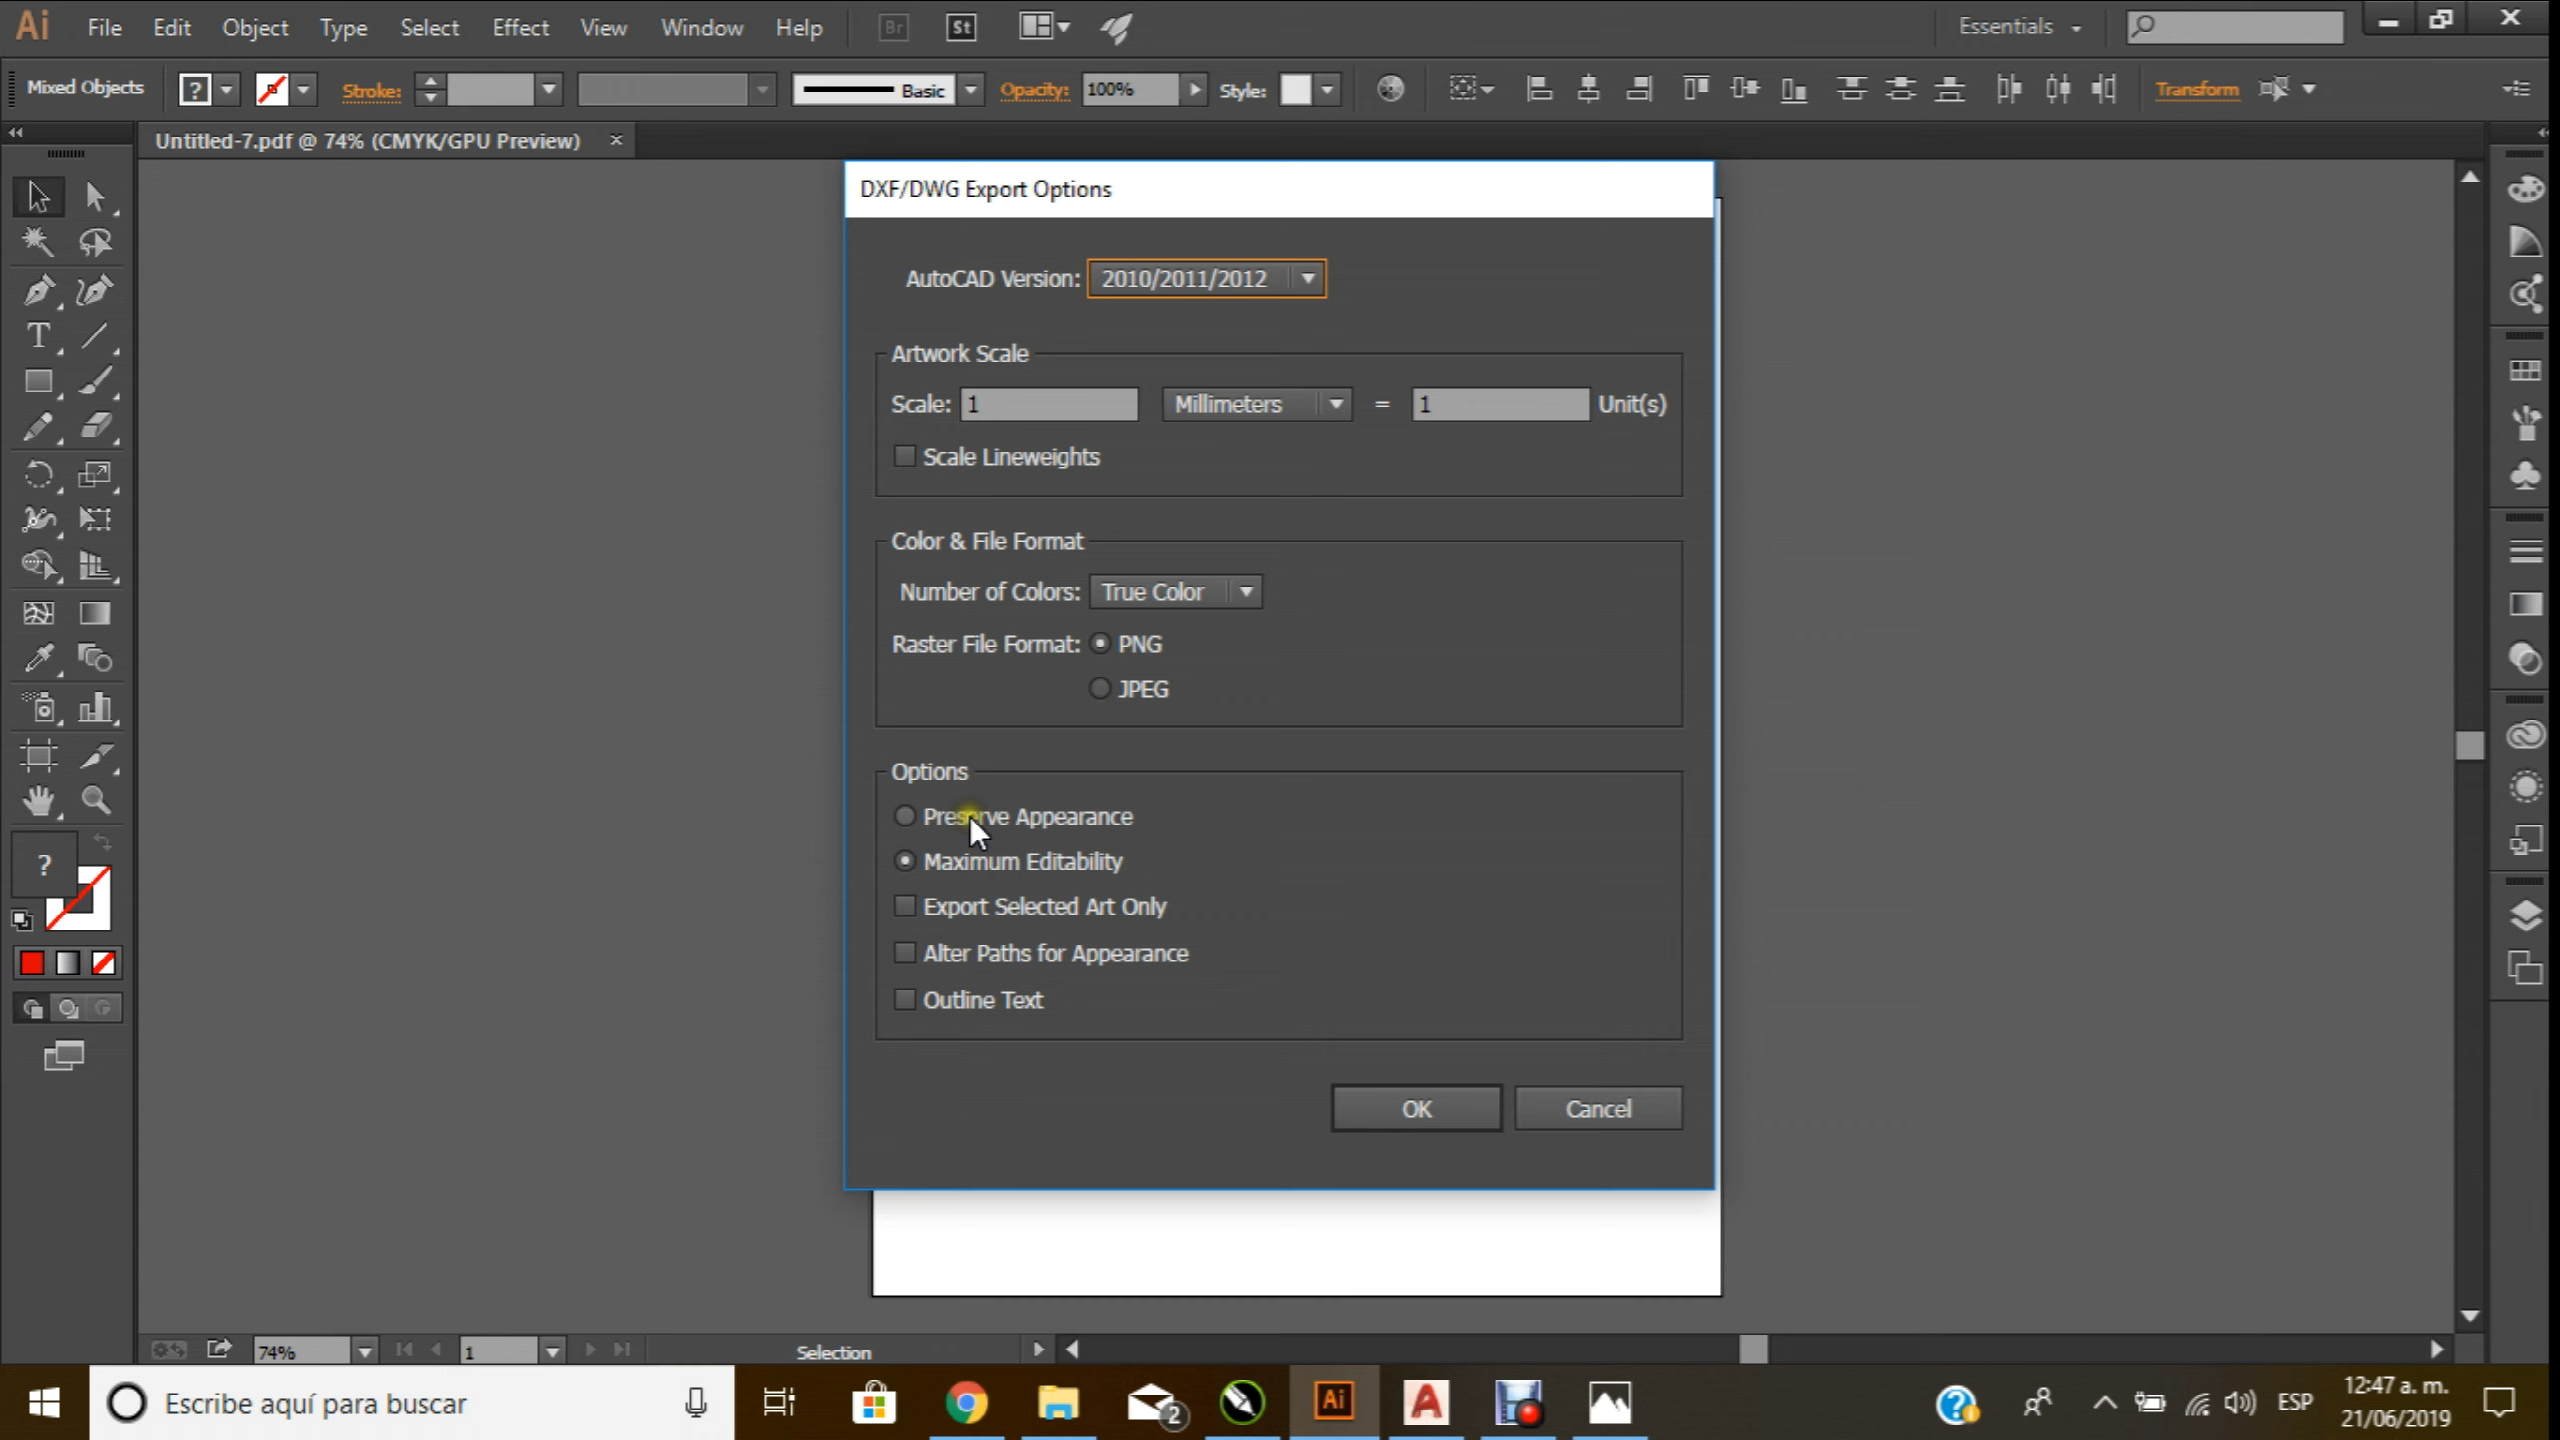 Ai File Edit Object Type Select Effect View Window Help Br St Essentials
Mixed Objects ? Stroke: Basic Opacity: 100% Style: Transform
Untitled-7.pdf @ 74% (CMYK/GPU Preview) ×
DXF/DWG Export Options
AutoCAD Version: 2010/2011/2012
Artwork Scale
Scale: 1 Millimeters = 1 Unit(s)
Scale Lineweights
Color & File Format
Number of Colors: True Color
Raster File Format: PNG
JPEG
Options
Preserve Appearance
Maximum Editability
Export Selected Art Only
Alter Paths for Appearance
Outline Text
OK Cancel
T
?
74% 1 Selection
Escribe aquí para buscar 2 Ai A ? ESP 12:47 a. m.
21/06/2019